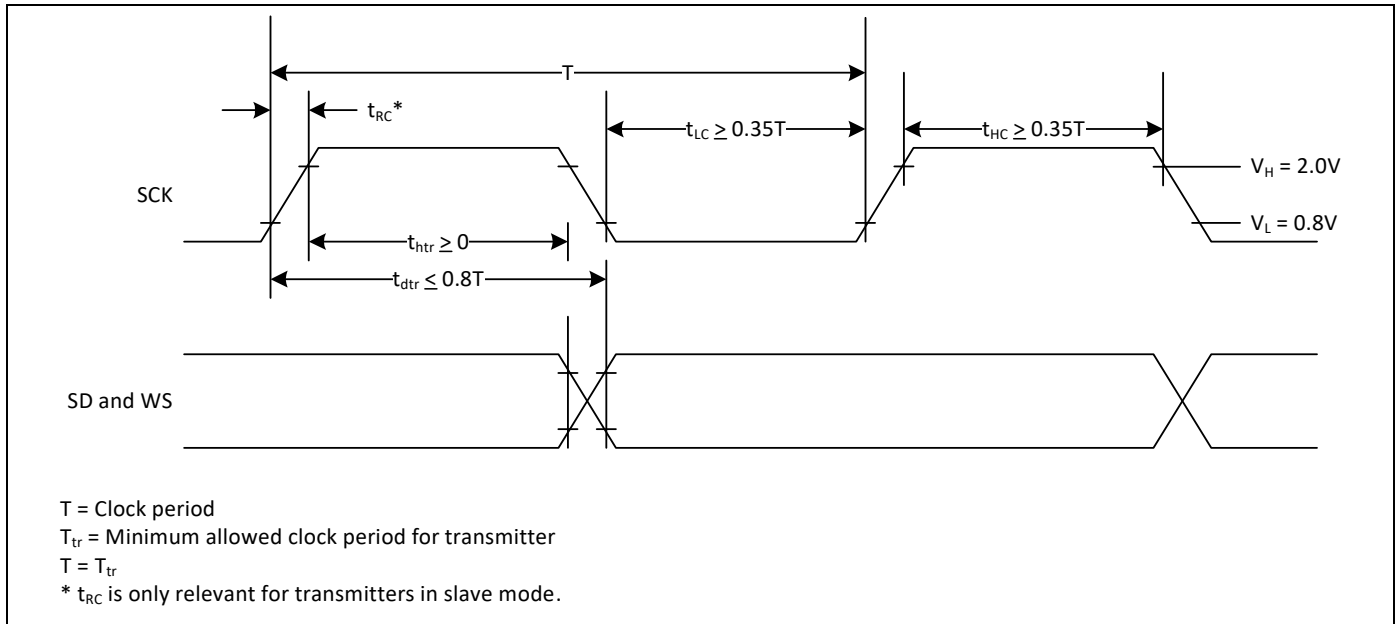 T
t_RC*
t_LC ≥ 0.35T
t_HC ≥ 0.35T
V_H = 2.0V
SCK
V_L = 0.8V
t_htr ≥ 0
t_dtr ≤ 0.8T
SD and WS
T = Clock period
T_tr = Minimum allowed clock period for transmitter
T = T_tr
* t_RC is only relevant for transmitters in slave mode.